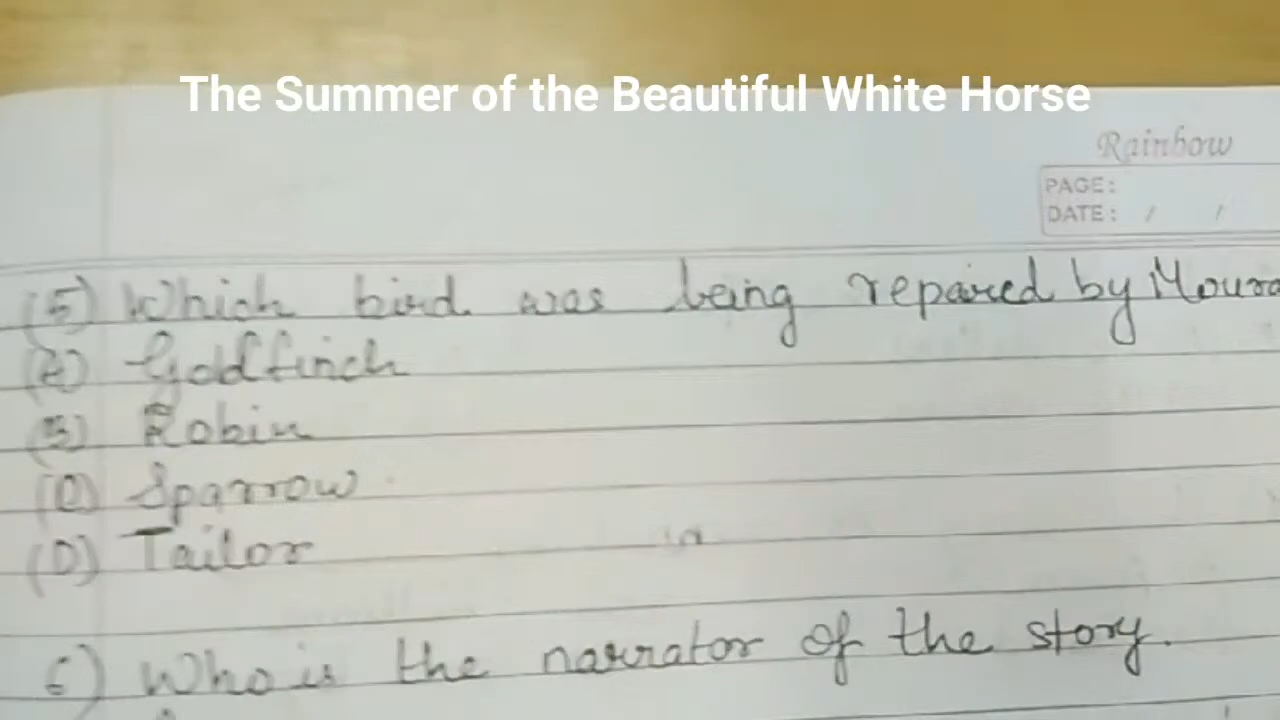 The Summer of the Beautiful White Horse
Rainbow
PAGE:
DATE: / /
(5) Which bird was being repaired by Moura
(A) Goldfinch
(B) Robin
(C) Sparrow
(D) Tailor
6) Who is the narrator of the story.